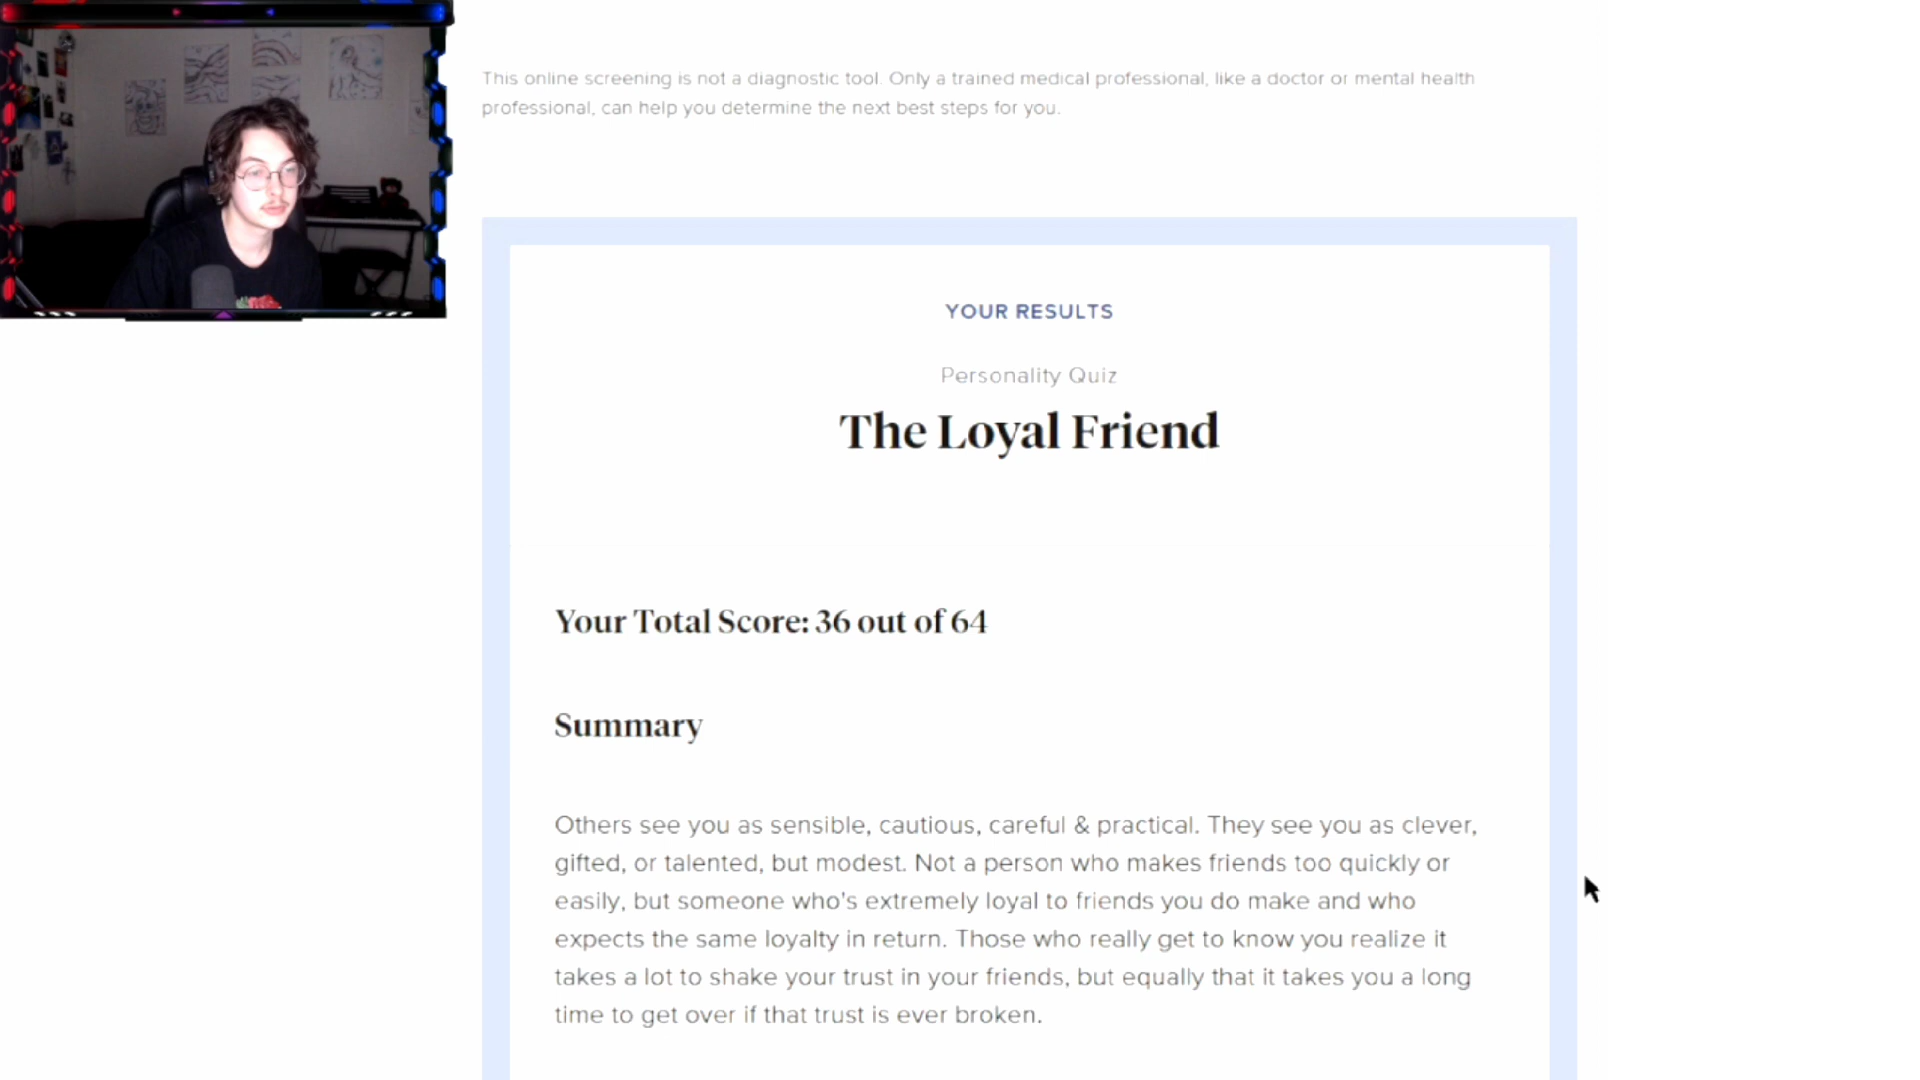 This online screening is not a diagnostic tool. Only a trained medical professional, like a doctor or mental health
professional, can help you determine the next best steps for you.
YOUR RESULTS
Personality Quiz
The Loyal Friend
Your Total Score: 36 out of 64
Summary
Others see you as sensible, cautious, careful & practical. They see you as clever,
gifted, or talented, but modest. Not a person who makes friends too quickly or
easily, but someone who's extremely loyal to friends you do make and who
expects the same loyalty in return. Those who really get to know you realize it
takes a lot to shake your trust in your friends, but equally that it takes you a long
time to get over if that trust is ever broken.